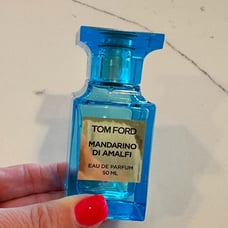 TOM FORD
MANDARINO
DI AMALFI
EAU DE PARFUM
50 ML